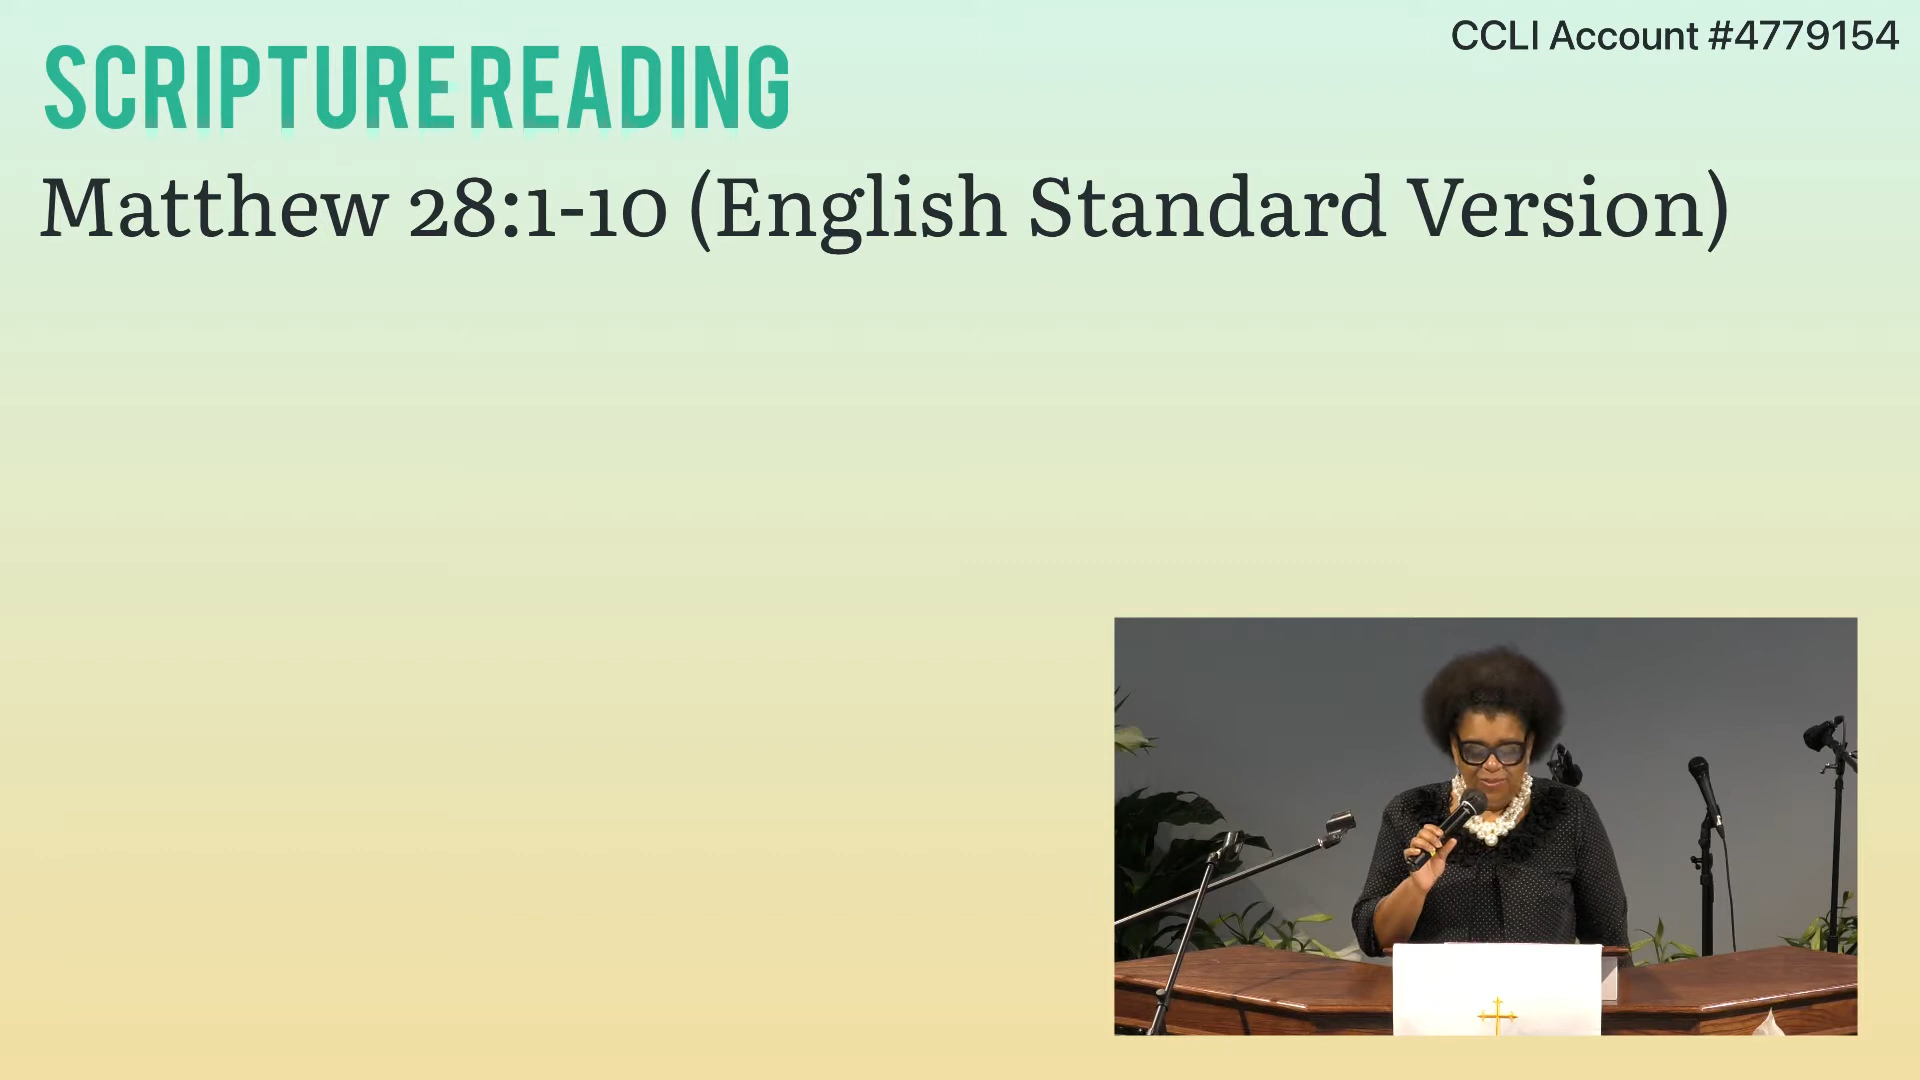 CCLI Account #4779154
SCRIPTURE READING
Matthew 28:1-10 (English Standard Version)